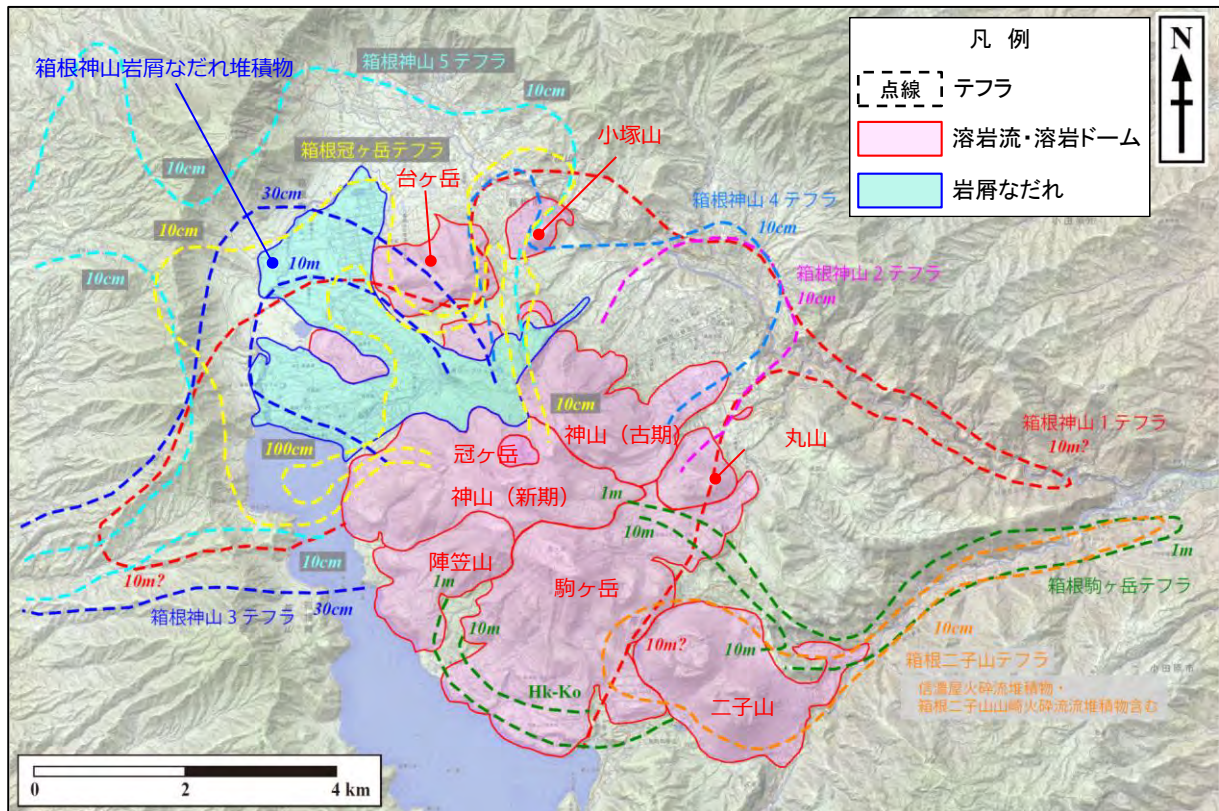 箱根神山岩屑なだれ堆積物
箱根神山5テフラ
10cm
小塚山
凡 例
点線 テフラ
溶岩流・溶岩ドーム
岩屑なだれ
N
10cm
箱根冠ヶ岳テフラ
台ヶ岳
30cm
箱根神山4テフラ
10cm
10cm
10m
10cm
箱根神山2テフラ
10cm
10cm
箱根神山1テフラ
10m?
丸山
神山（古期）
100cm
冠ヶ岳
神山（新期）
1m
10m
10cm
10m?
陣笠山
1m
駒ヶ岳
10m
箱根神山3テフラ
30cm
1m
箱根駒ヶ岳テフラ
10cm
10m?
10m
箱根二子山テフラ
信濃屋火砕流堆積物・
箱根二子山山崎火砕流流堆積物含む
小田原市
Hk-Ko
二子山
0 2 4 km